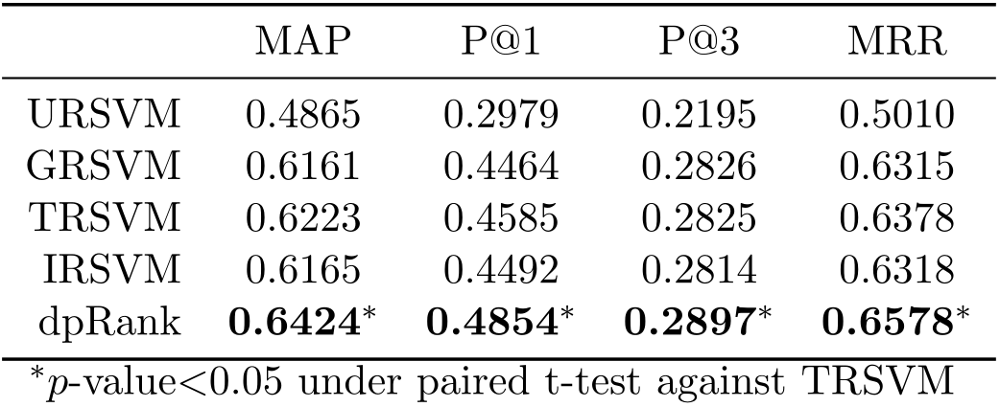 MAP P@1 P@3 MRR
URSVM 0.4865 0.2979 0.2195 0.5010
GRSVM 0.6161 0.4464 0.2826 0.6315
TRSVM 0.6223 0.4585 0.2825 0.6378
IRSVM 0.6165 0.4492 0.2814 0.6318
dpRank 0.6424* 0.4854* 0.2897* 0.6578*
*p-value<0.05 under paired t-test against TRSVM